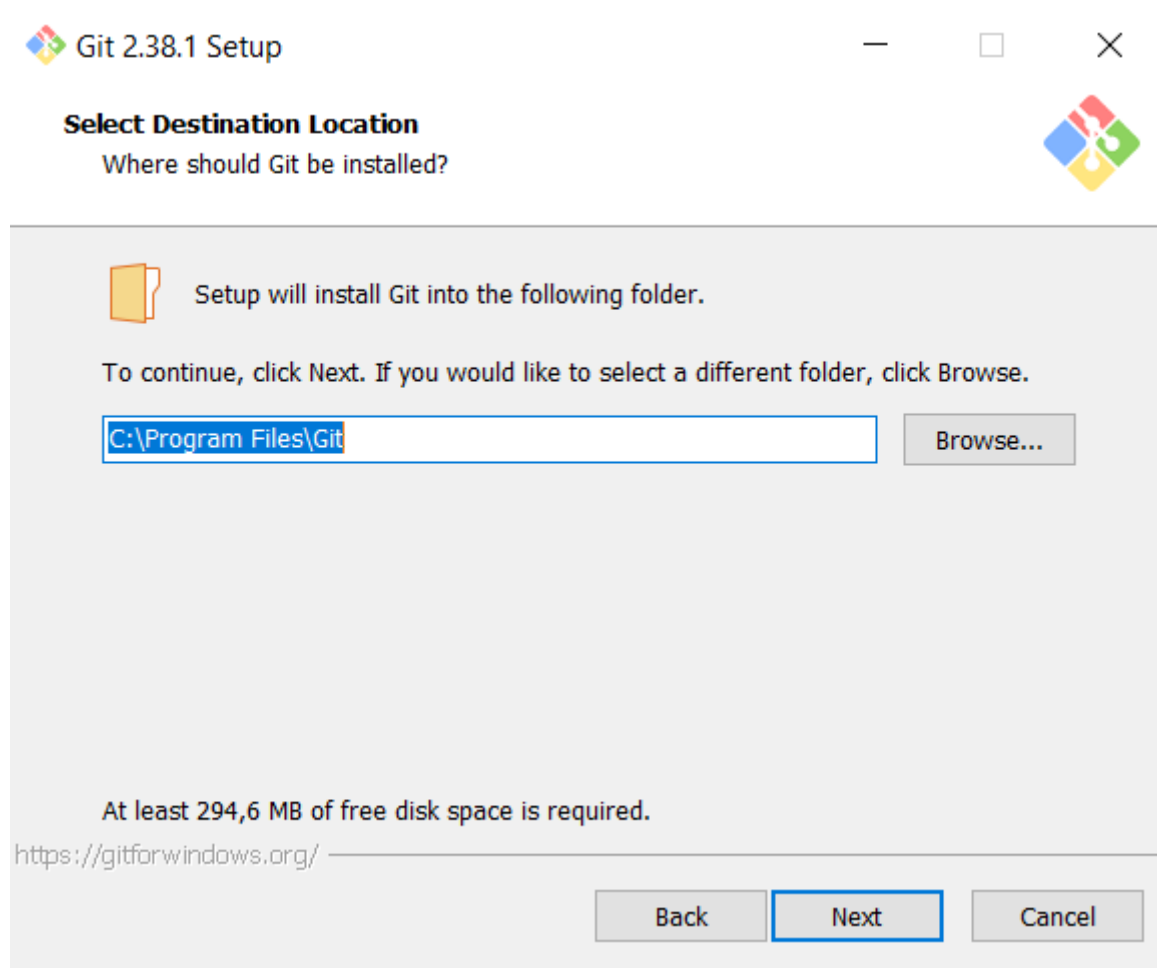 Git 2.38.1 Setup
Select Destination Location
Where should Git be installed?
Setup will install Git into the following folder.
To continue, click Next. If you would like to select a different folder, click Browse.
C:\Program Files\Git
Browse...
At least 294,6 MB of free disk space is required.
https://gitforwindows.org/
Back
Next
Cancel